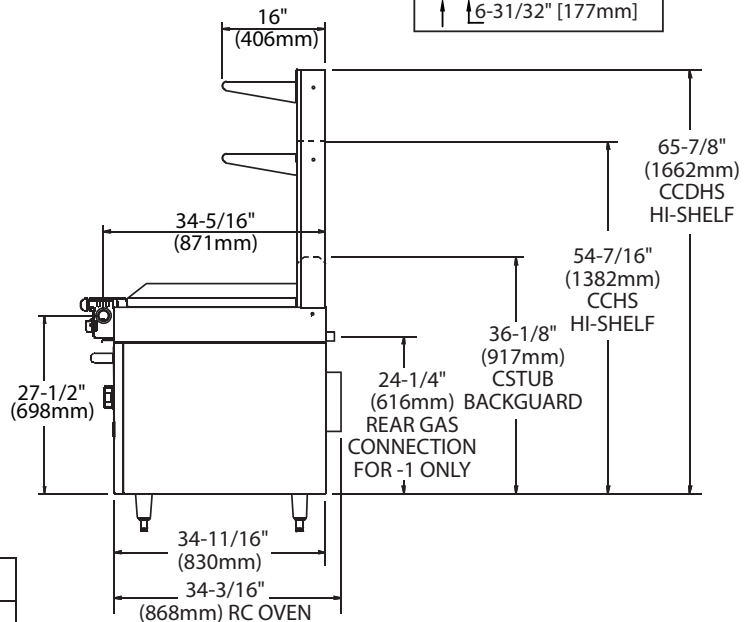 6-31/32" [177mm]
16"
(406mm)
65-7/8"
(1662mm)
CCDHS
HI-SHELF
34-5/16"
(871mm)
54-7/16"
(1382mm)
CCHS
HI-SHELF
36-1/8"
(917mm)
CSTUB
BACKGUARD
24-1/4"
(616mm)
REAR GAS
CONNECTION
FOR -1 ONLY
27-1/2"
(698mm)
34-11/16"
(830mm)
34-3/16"
(868mm) RC OVEN